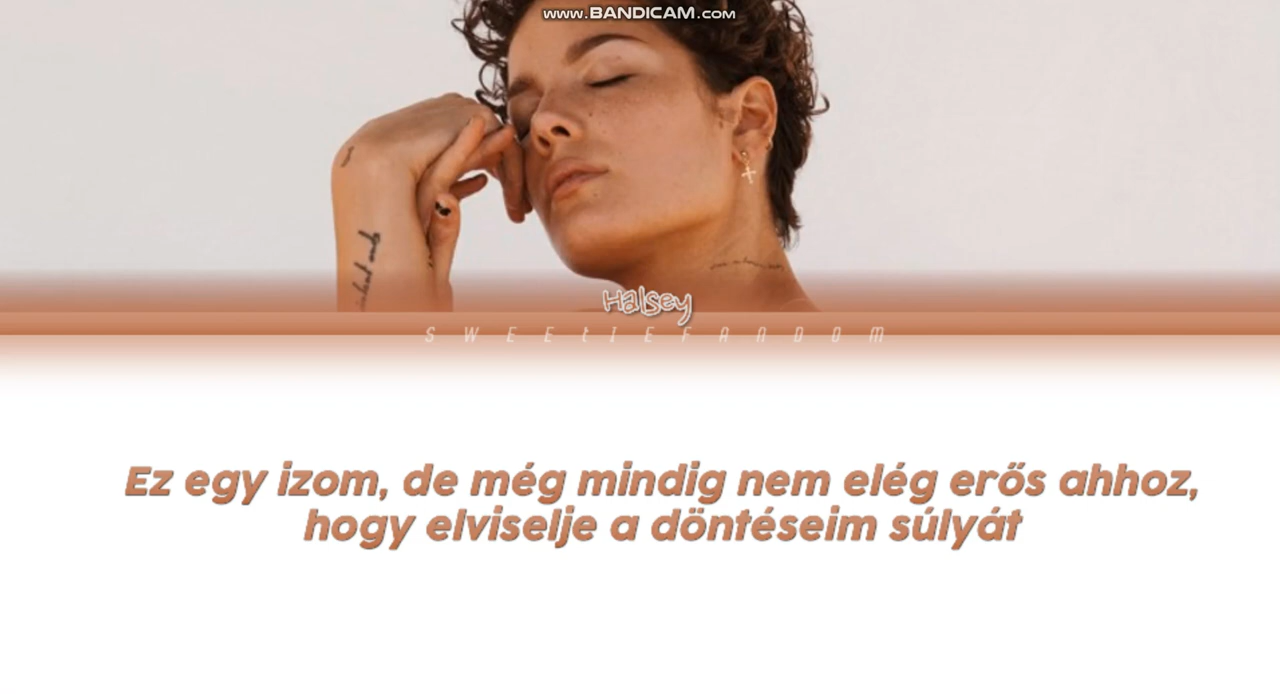 www.BANDICAM.com
Halsey
SWEEtIEFANDOM
Ez egy izom, de még mindig nem elég erős ahhoz,
hogy elviselje a döntéseim súlyát